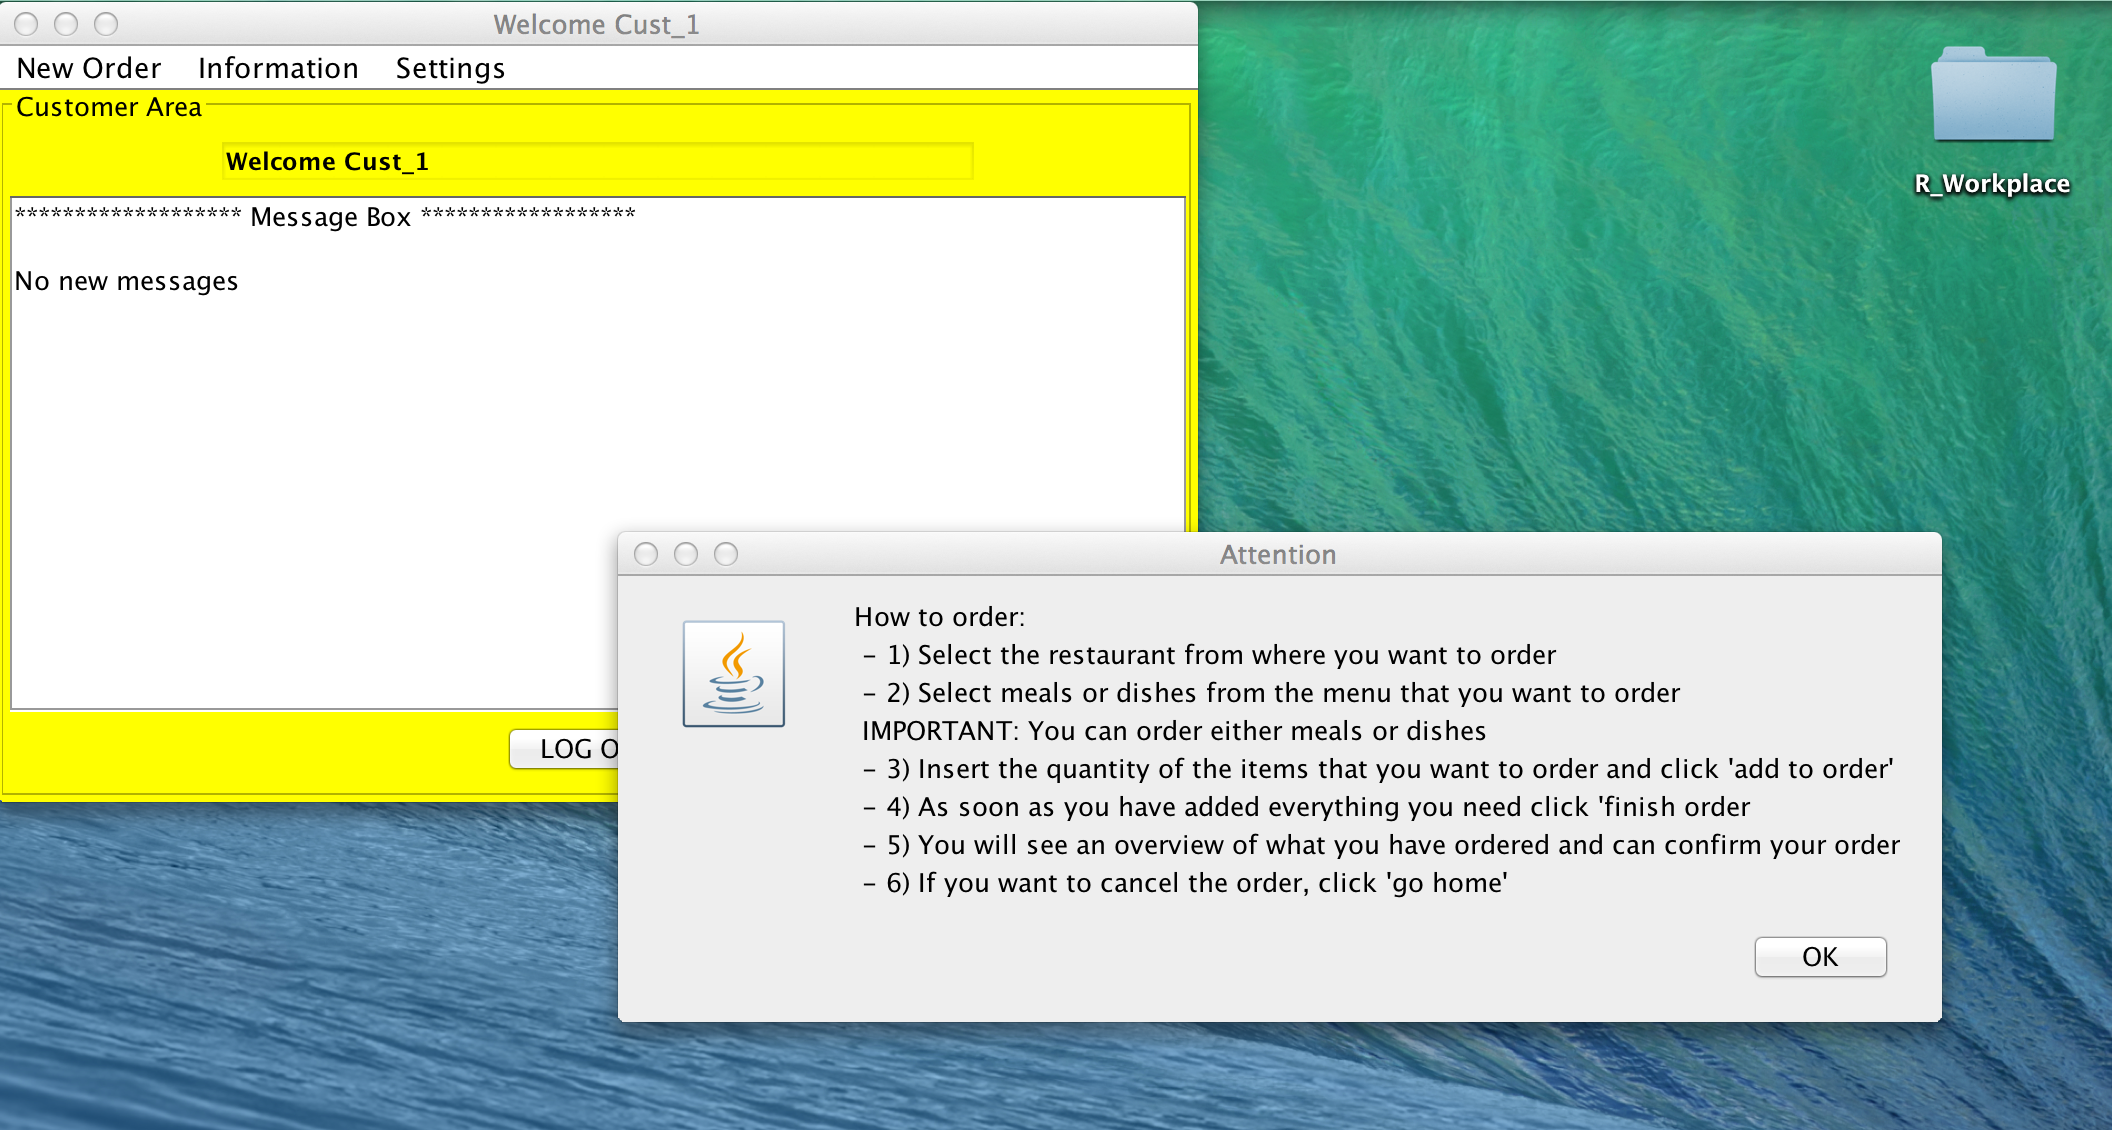 Welcome Cust_1
New Order Information Settings
Customer Area
Welcome Cust_1
******************* Message Box ******************
No new messages
LOG O
R_Workplace
Attention
How to order:
- 1) Select the restaurant from where you want to order
- 2) Select meals or dishes from the menu that you want to order
IMPORTANT: You can order either meals or dishes
- 3) Insert the quantity of the items that you want to order and click 'add to order'
- 4) As soon as you have added everything you need click 'finish order
- 5) You will see an overview of what you have ordered and can confirm your order
- 6) If you want to cancel the order, click 'go home'
OK